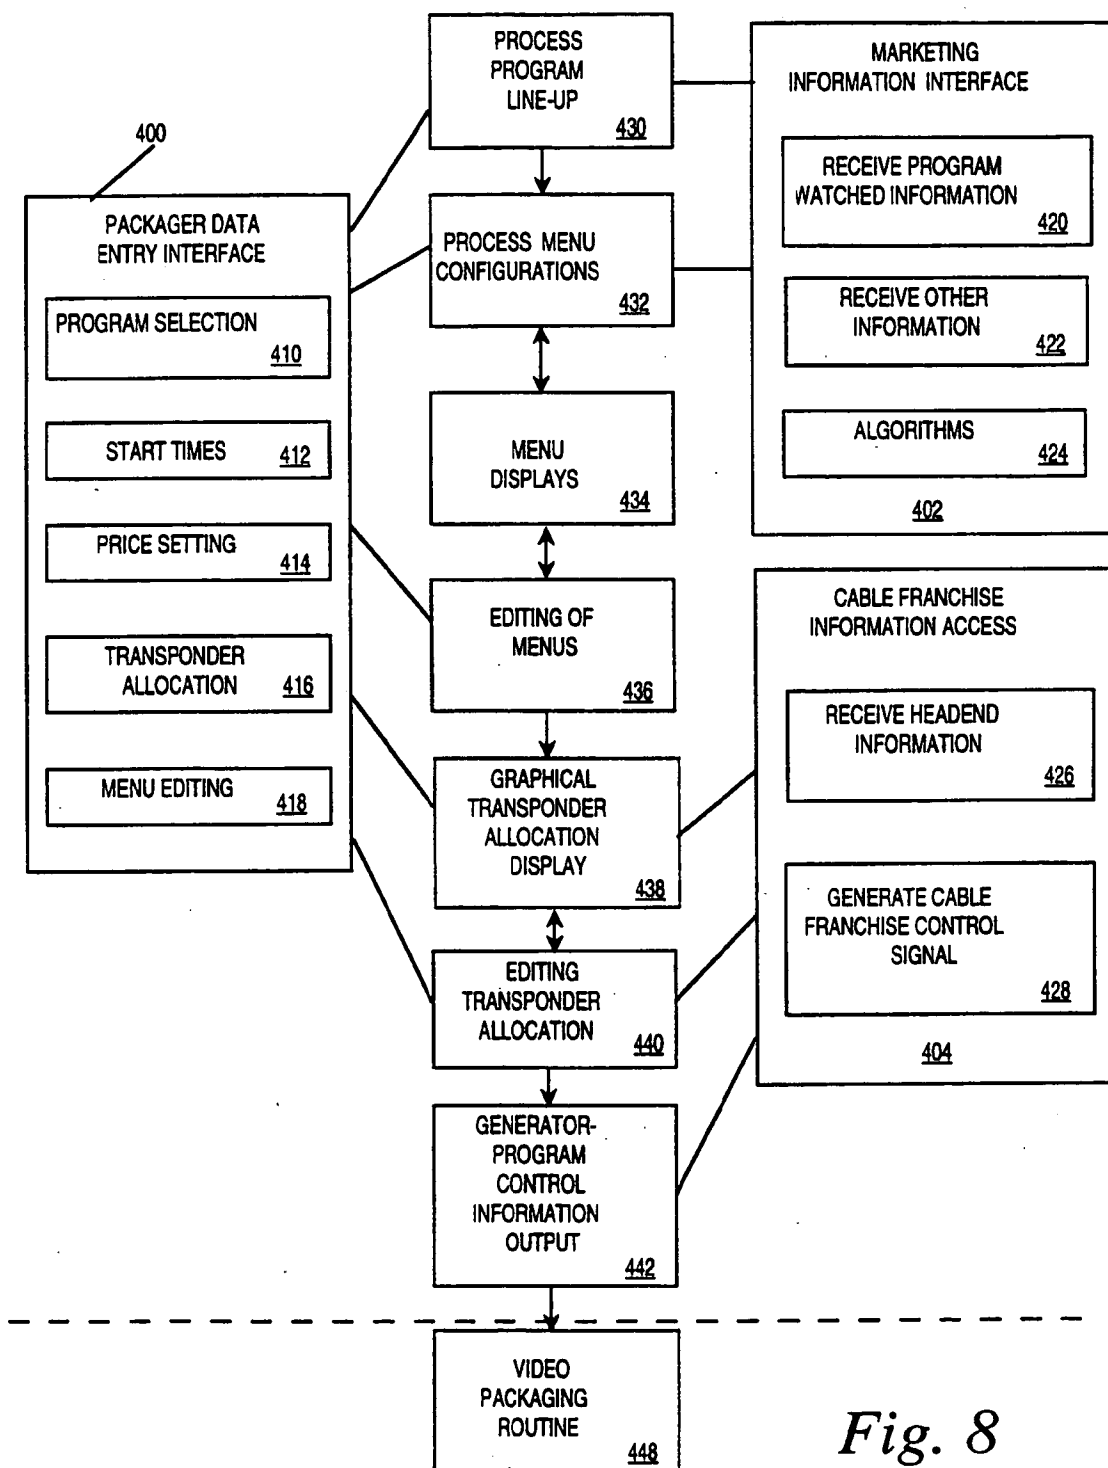 PROCESS
PROGRAM
LINE-UP
430
MARKETING
INFORMATION INTERFACE
RECEIVE PROGRAM
WATCHED INFORMATION
420
RECEIVE OTHER
INFORMATION
422
ALGORITHMS
424
402
400
PACKAGER DATA
ENTRY INTERFACE
PROGRAM SELECTION
410
START TIMES
412
PRICE SETTING
414
TRANSPONDER
ALLOCATION
416
MENU EDITING
418
PROCESS MENU
CONFIGURATIONS
432
MENU
DISPLAYS
434
EDITING OF
MENUS
436
GRAPHICAL
TRANSPONDER
ALLOCATION
DISPLAY
438
EDITING
TRANSPONDER
ALLOCATION
440
GENERATOR-
PROGRAM
CONTROL
INFORMATION
OUTPUT
442
CABLE FRANCHISE
INFORMATION ACCESS
RECEIVE HEADEND
INFORMATION
426
GENERATE CABLE
FRANCHISE CONTROL
SIGNAL
428
404
VIDEO
PACKAGING
ROUTINE
448
Fig. 8